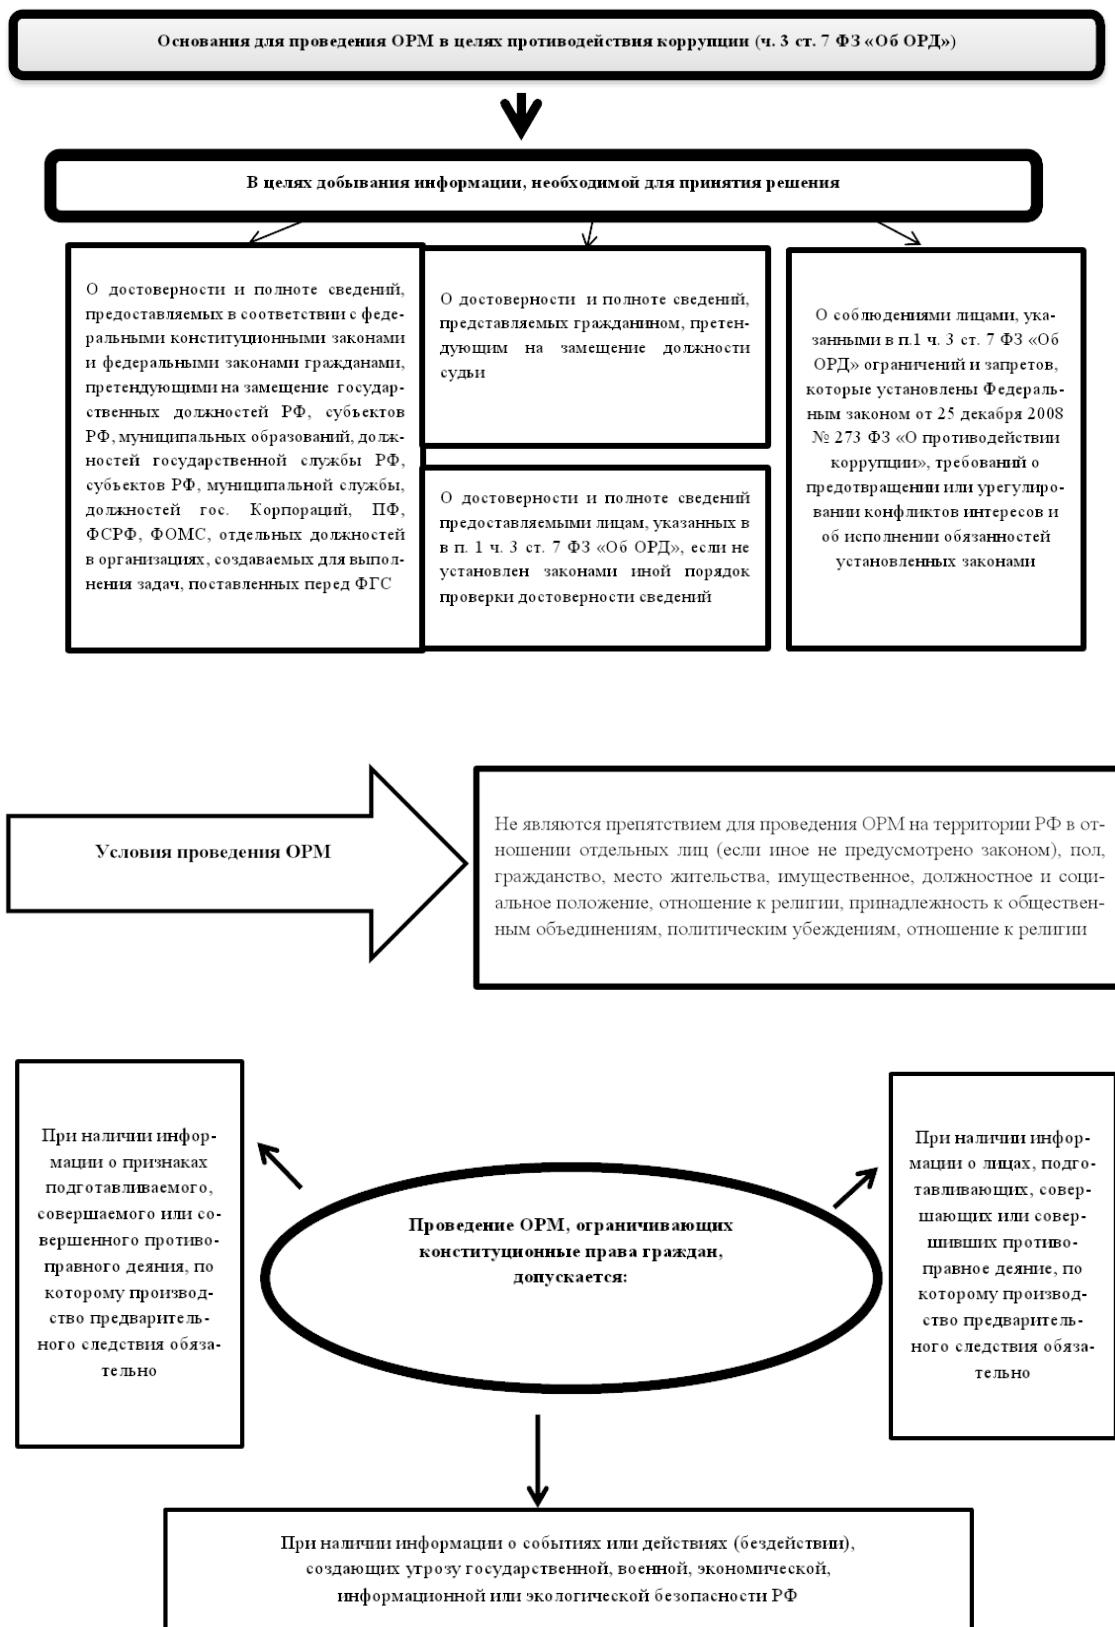 Основания для проведения ОРМ в целях противодействия коррупции (ч. 3 ст. 7 ФЗ «Об ОРД»)
В целях добывания информации, необходимой для принятия решения
О достоверности и полноте сведений,
предоставляемых в соответствии с феде-
ральными конституционными законами
и федеральными законами гражданами,
претендующими на замещение государ-
ственных должностей РФ, субъектов
РФ, муниципальных образований, долж-
ностей государственной службы РФ,
субъектов РФ, муниципальной службы,
должностей гос. Корпораций, ПФ,
ФСРФ, ФОМС, отдельных должностей
в организациях, создаваемых для выпол-
нения задач, поставленных перед ФГС
О достоверности и полноте сведений,
представляемых гражданином, претен-
дующим на замещение должности
судьи
О достоверности и полноте сведений
предоставляемыми лицам, указанных в
в п. 1 ч. 3 ст. 7 ФЗ «Об ОРД», если не
установлен законами иной порядок
проверки достоверности сведений
О соблюдениями лицами, ука-
занными в п.1 ч. 3 ст. 7 ФЗ «Об
ОРД» ограничений и запретов,
которые установлены Федераль-
ным законом от 25 декабря 2008
№ 273 ФЗ «О противодействии
коррупции», требований о
предотвращении или урегулиро-
вании конфликтов интересов и
об исполнении обязанностей
установленных законами
Условия проведения ОРМ
Не являются препятствием для проведения ОРМ на территории РФ в от-
ношении отдельных лиц (если иное не предусмотрено законом), пол,
гражданство, место жительства, имущественное, должностное и соци-
альное положение, отношение к религии, принадлежность к обществен-
ным объединениям, политическим убеждениям, отношение к религии
При наличии инфор-
мации о признаках
подготавливаемого,
совершаемого или со-
вершенного противо-
правного деяния, по
которому производ-
ство предваритель-
ного следствия обяза-
тельно
Проведение ОРМ, ограничивающих
конституционные права граждан,
допускается:
При наличии инфор-
мации о лицах, подго-
тавливающих, совер-
шающих или совер-
шивших противо-
правное деяние, по
которому производ-
ство предваритель-
ного следствия обяза-
тельно
При наличии информации о событиях или действиях (бездействии),
создающих угрозу государственной, военной, экономической,
информационной или экологической безопасности РФ